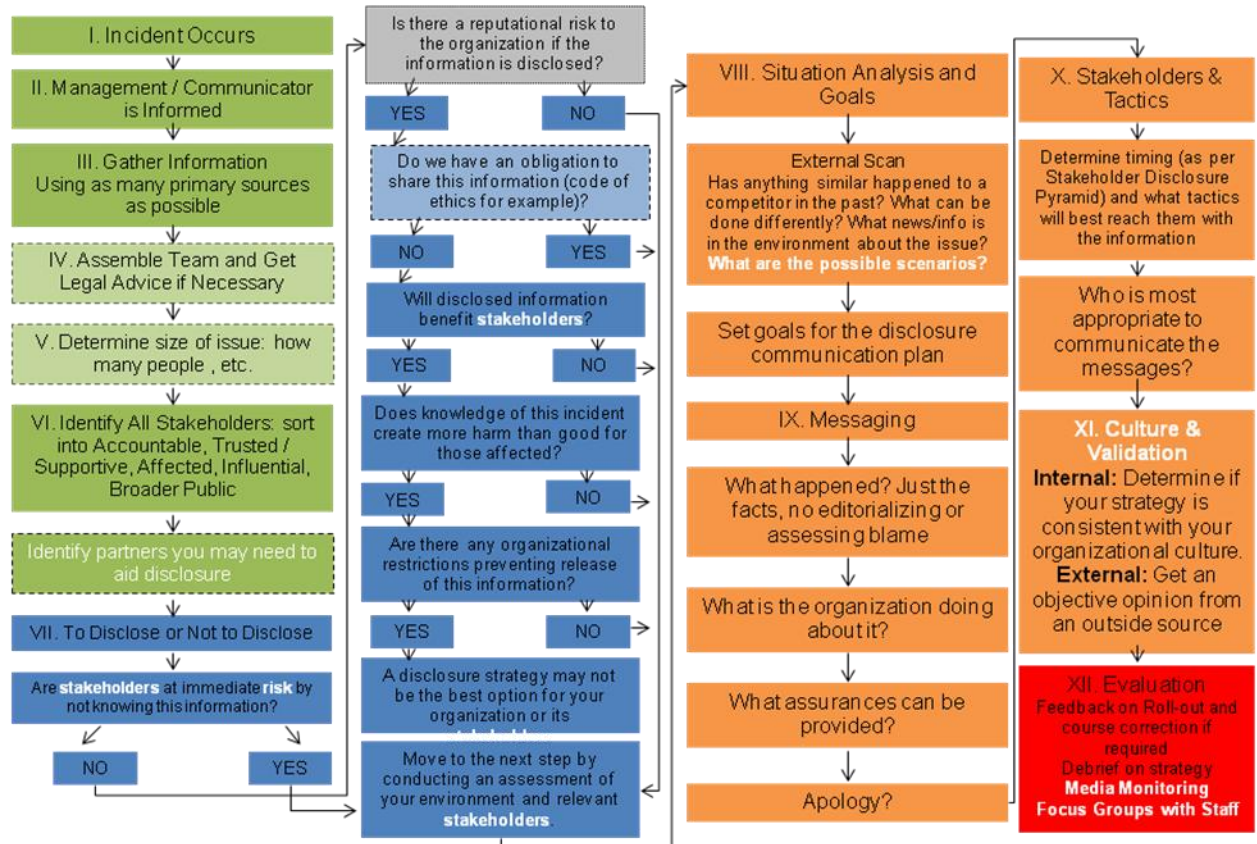 I. Incident Occurs
II. Management / Communicator
is Informed
III. Gather Information
Using as many primary sources
as possible
IV. Assemble Team and Get
Legal Advice if Necessary
V. Determine size of issue: how
many people , etc.
VI. Identify All Stakeholders: sort
into Accountable, Trusted /
Supportive, Affected, Influential,
Broader Public
Identify partners you may need to
aid disclosure
VII. To Disclose or Not to Disclose
Are stakeholders at immediate risk by
not knowing this information?
NO
YES
Is there a reputational risk to
the organization if the
information is disclosed?
YES
NO
Do we have an obligation to
share this information (code of
ethics for example)?
NO
YES
Will disclosed information
benefit stakeholders?
YES
NO
Does knowledge of this incident
create more harm than good for
those affected?
YES
NO
Are there any organizational
restrictions preventing release
of this information?
YES
NO
A disclosure strategy may not
be the best option for your
organization or its
Move to the next step by
conducting an assessment of
your environment and relevant
stakeholders.
VIII. Situation Analysis and
Goals
External Scan
Has anything similar happened to a
competitor in the past? What can be
done differently? What news/info is
in the environment about the issue?
What are the possible scenarios?
Set goals for the disclosure
communication plan
IX. Messaging
What happened? Just the
facts, no editorializing or
assessing blame
What is the organization doing
about it?
What assurances can be
provided?
Apology?
X. Stakeholders &
Tactics
Determine timing (as per
Stakeholder Disclosure
Pyramid) and what tactics
will best reach them with
the information
Who is most
appropriate to
communicate the
messages?
XI. Culture &
Validation
Internal: Determine if
your strategy is
consistent with your
organizational culture.
External: Get an
objective opinion from
an outside source
XII. Evaluation
Feedback on Roll-out and
course correction if
required
Debrief on strategy
Media Monitoring
Focus Groups with Staff